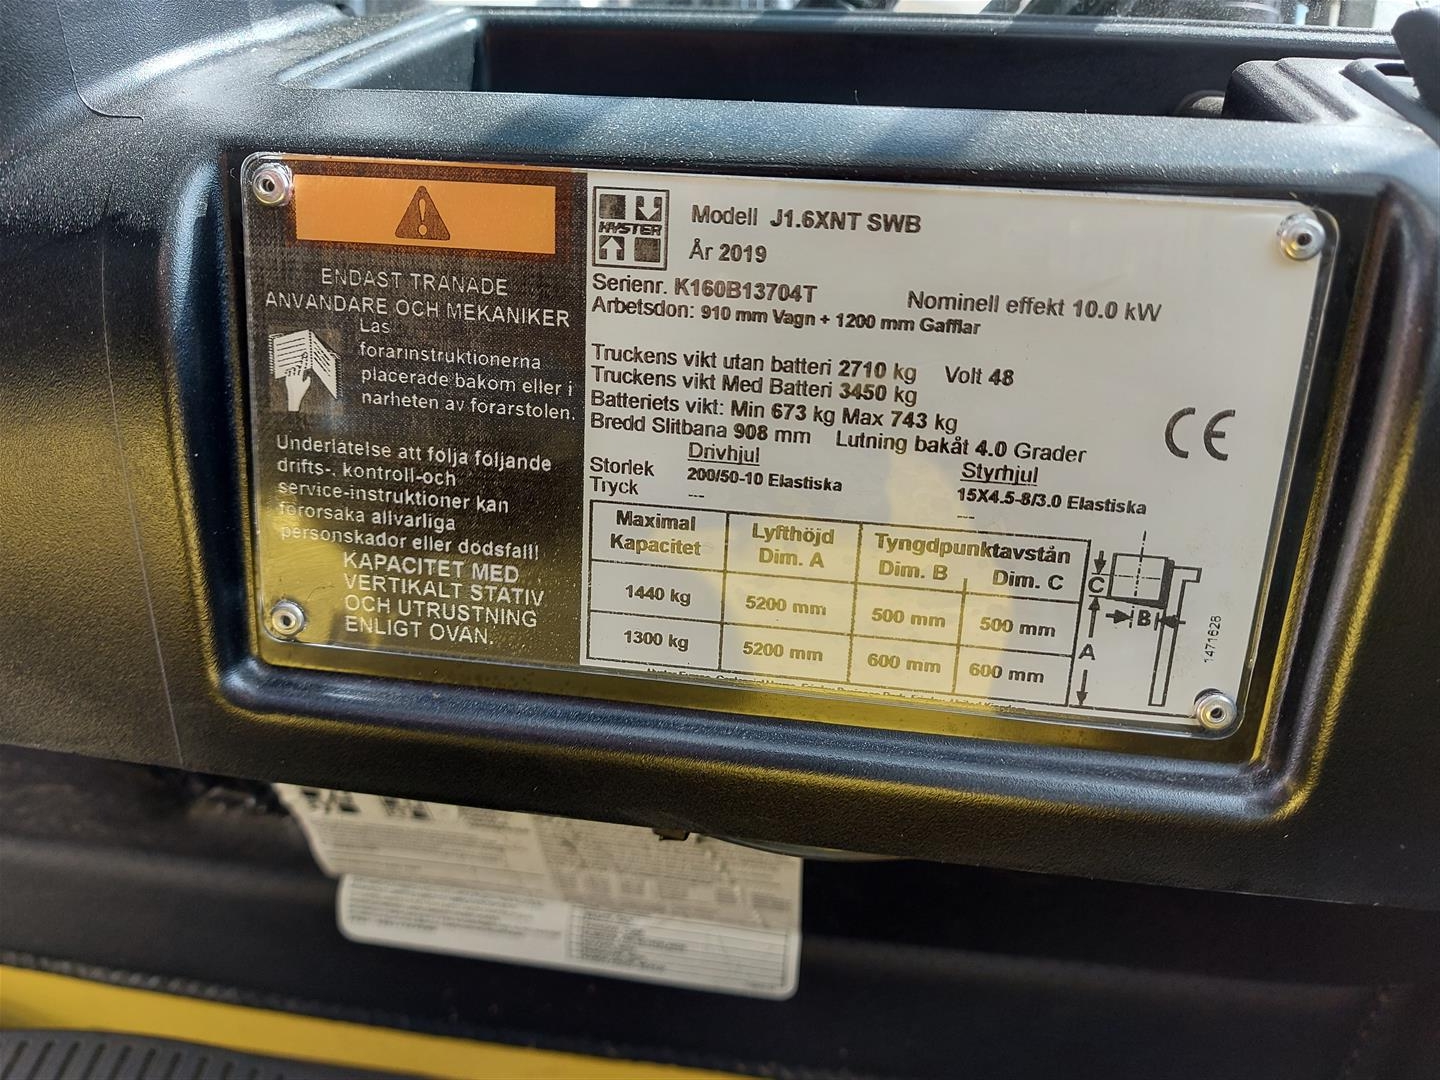 ENDAST TRANADE
ANVANDARE OCH MEKANIKER
Las
forarinstruktionerna
placerade bakom eller i
narheten av forarstolen.
Underlatelse att folja foljande
drifts-, kontroll-och
service-instruktioner kan
fororsaka allvarliga
personskador eller dodsfall!
KAPACITET MED
VERTIKALT STATIV
OCH UTRUSTNING
ENLIGT OVAN.
HYSTER
Modell J1.6XNT SWB
År 2019
Serienr. K160B13704T Nominell effekt 10.0 kW
Arbetsdon: 910 mm Vagn + 1200 mm Gafflar
Truckens vikt utan batteri 2710 kg Volt 48
Truckens vikt Med Batteri 3450 kg
Batteriets vikt: Min 673 kg Max 743 kg
Bredd Slitbana 908 mm Lutning bakåt 4.0 Grader
Drivhjul Styrhjul
Storlek 200/50-10 Elastiska 15X4.5-8/3.0 Elastiska
Tryck --- ---
CE
Maximal Kapacitet Lyfthöjd Dim. A Tyngdpunktavstån Dim. B Dim. C
1440 kg 5200 mm 500 mm 500 mm
1300 kg 5200 mm 600 mm 600 mm
C
B
A
1471628